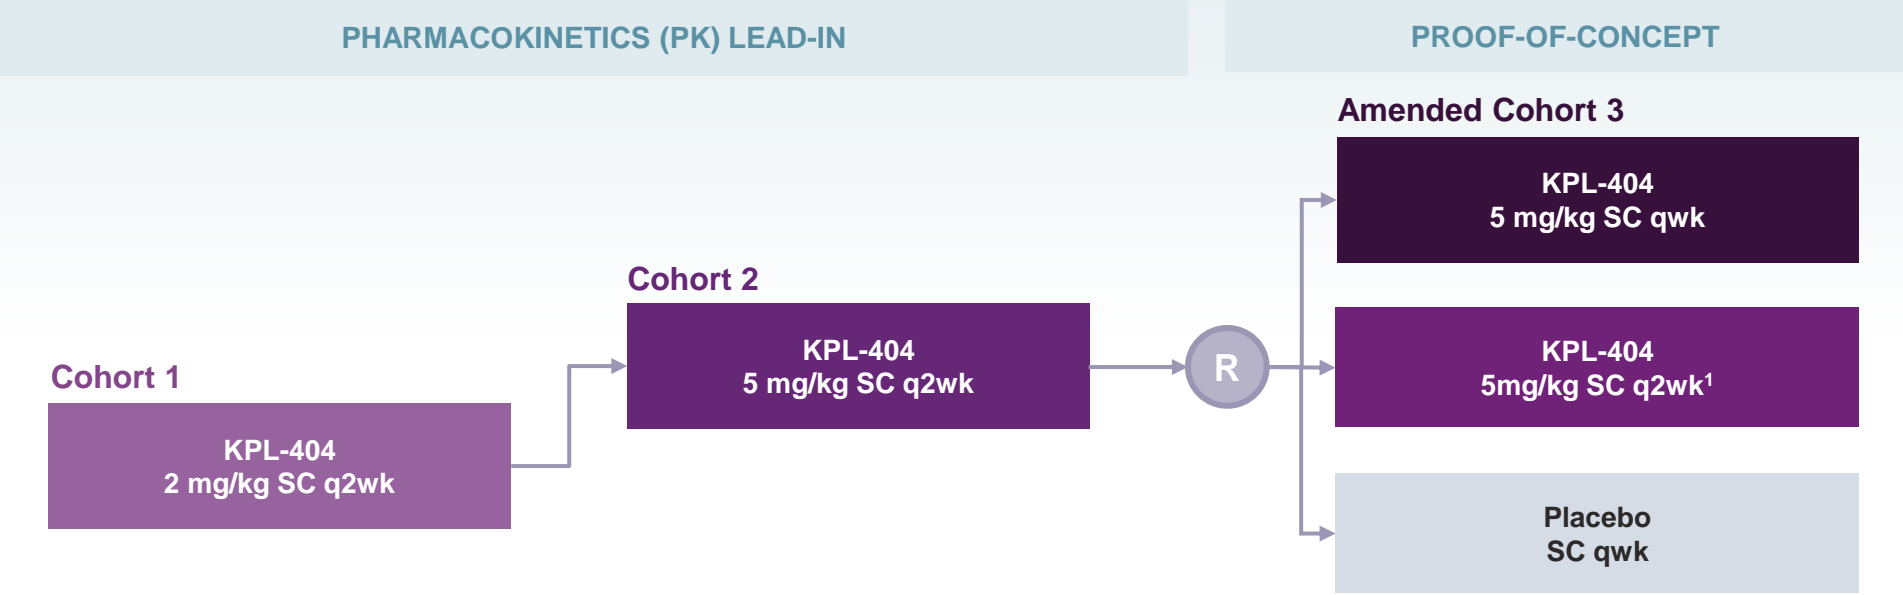 PHARMACOKINETICS (PK) LEAD-IN
PROOF-OF-CONCEPT
Cohort 1
KPL-404
2 mg/kg SC q2wk
Cohort 2
KPL-404
5 mg/kg SC q2wk
R
Amended Cohort 3
KPL-404
5 mg/kg SC qwk
KPL-404
5mg/kg SC q2wk¹
Placebo
SC qwk